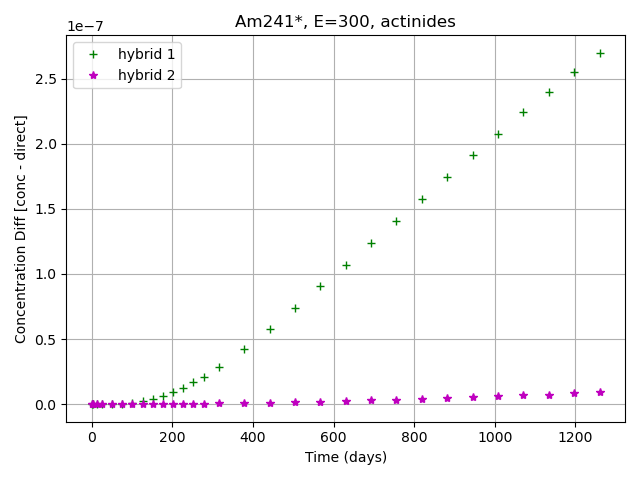 Am241*, E=300, actinides
1e−7
hybrid 1
hybrid 2
2.5
2.0
1.5
1.0
0.5
0.0
Concentration Diff [conc - direct]
0 200 400 600 800 1000 1200
Time (days)